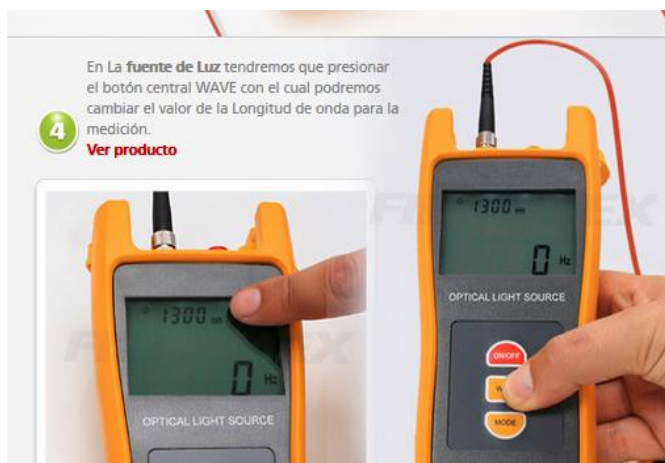 En La fuente de Luz tendremos que presionar
el botón central WAVE con el cual podremos
cambiar el valor de la Longitud de onda para la
4 medición.
Ver producto
1300 nm
0 Hz
OPTICAL LIGHT SOURCE
1300 nm
0 Hz
OPTICAL LIGHT SOURCE
ON/OFF
MODE